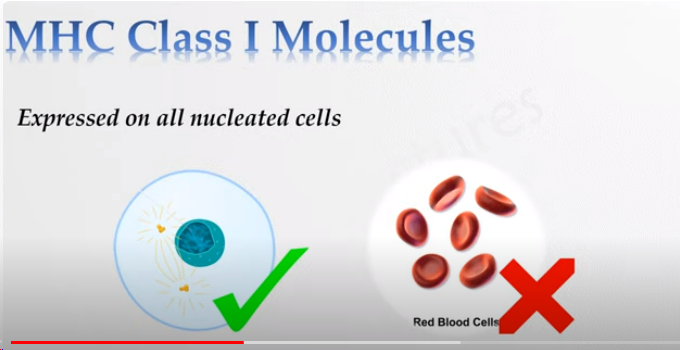 MHC Class I Molecules
Expressed on all nucleated cells
Red Blood Cells